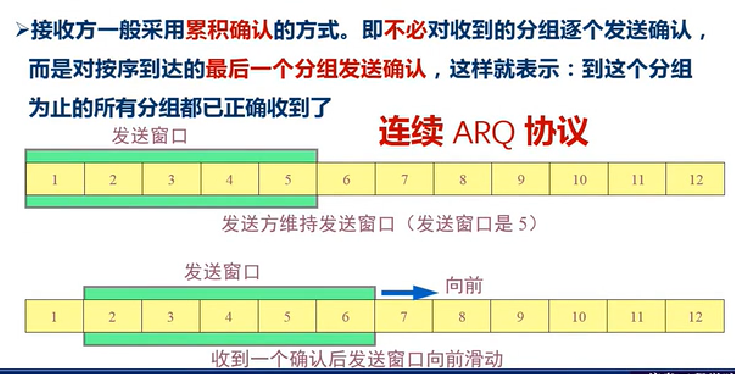 ➢接收方一般采用累积确认的方式。即不必对收到的分组逐个发送确认，
而是对按序到达的最后一个分组发送确认，这样就表示：到这个分组
为止的所有分组都已正确收到了
发送窗口
连续 ARQ 协议
1 2 3 4 5 6 7 8 9 10 11 12
发送方维持发送窗口（发送窗口是 5）
发送窗口
向前
1 2 3 4 5 6 7 8 9 10 11 12
收到一个确认后发送窗口向前滑动